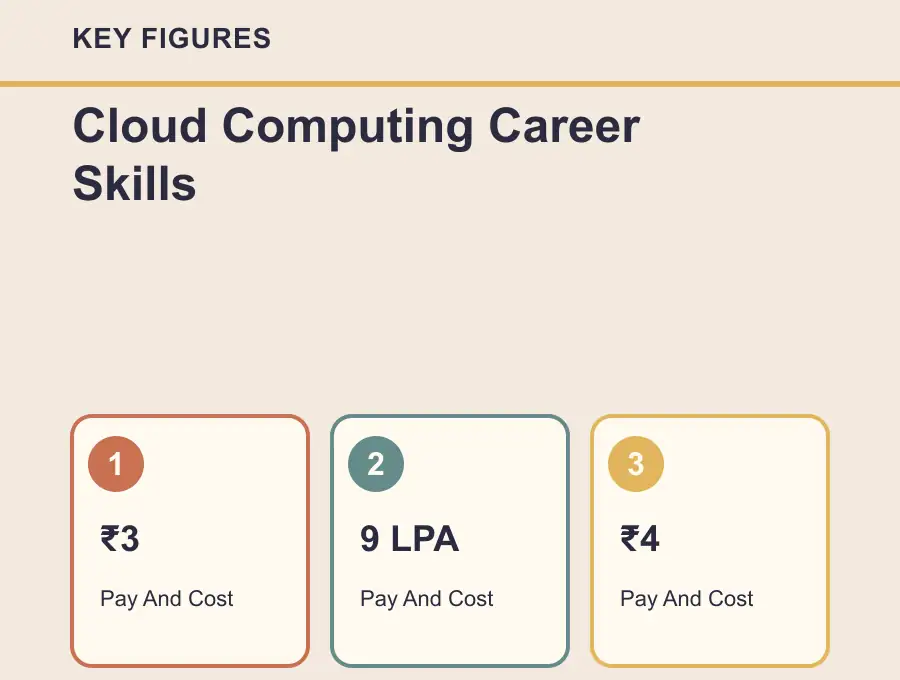 KEY FIGURES
Cloud Computing Career
Skills
1
₹3
Pay And Cost
2
9 LPA
Pay And Cost
3
₹4
Pay And Cost